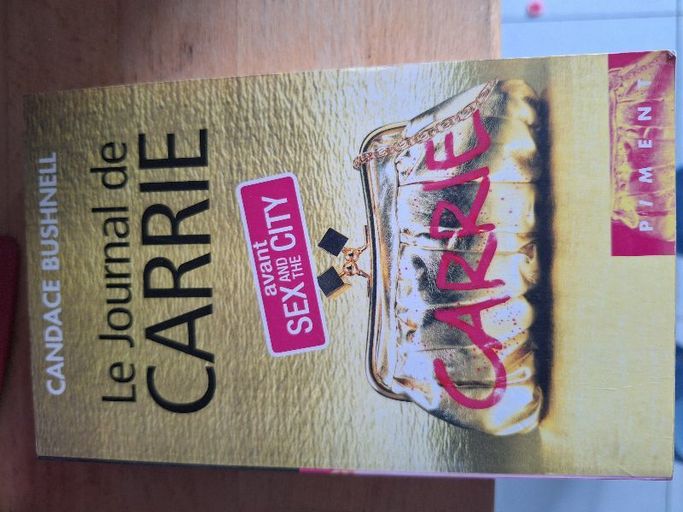 CANDACE BUSHNELL
Le Journal de
CARRIE
avant
SEX AND THE CITY
CARRIE
PIMENT